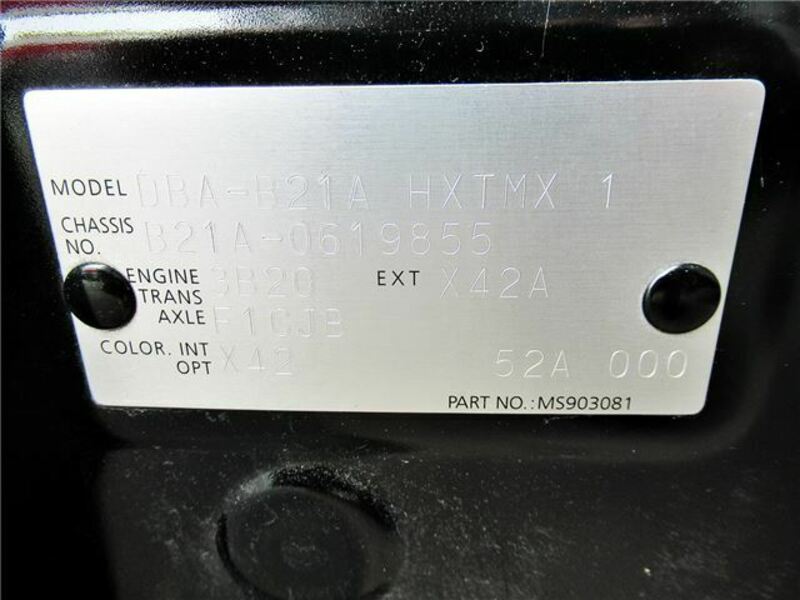 MODEL DBA-B21A HXTMX 1
CHASSIS NO. B21A-0619855
ENGINE 3B20 EXT X42A
TRANS AXLE F1CJB
COLOR. INT OPT X42 52A 000
PART NO.:MS903081